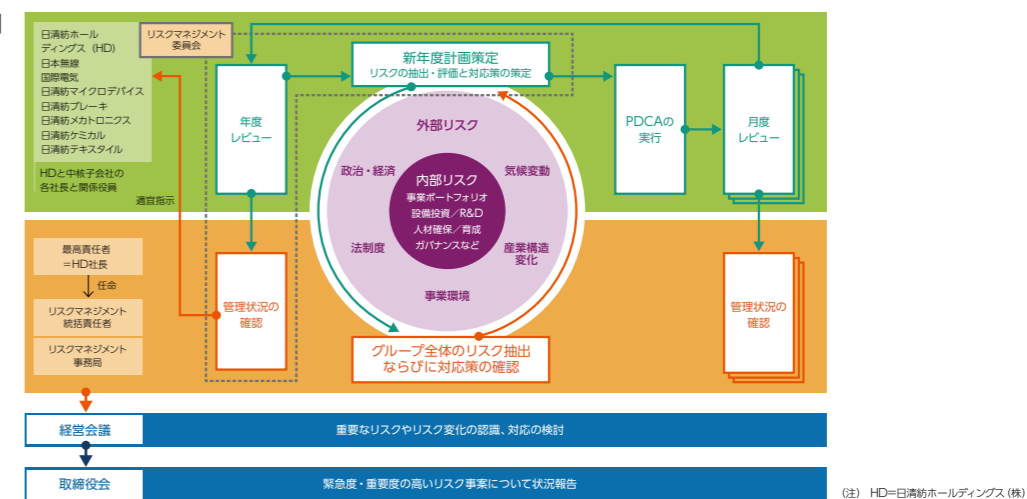 日清紡ホール
ディングス（HD）
日本無線
国際電気
日清紡マイクロデバイス
日清紡ブレーキ
日清紡メカトロニクス
日清紡ケミカル
日清紡テキスタイル
HDと中核子会社の
各社長と関係役員
リスクマネジメント
委員会
適宜指示
年度
レビュー
新年度計画策定
リスクの抽出・評価と対応策の策定
PDCAの
実行
月度
レビュー
外部リスク
政治・経済
気候変動
内部リスク
事業ポートフォリオ
設備投資／R&D
人材確保／育成
ガバナンスなど
法制度
産業構造
変化
事業環境
最高責任者
＝HD社長
任命
リスクマネジメント
統括責任者
リスクマネジメント
事務局
管理状況の
確認
グループ全体のリスク抽出
ならびに対応策の確認
管理状況の
確認
経営会議
重要なリスクやリスク変化の認識、対応の検討
取締役会
緊急度・重要度の高いリスク事案について状況報告
（注） HD＝日清紡ホールディングス（株）